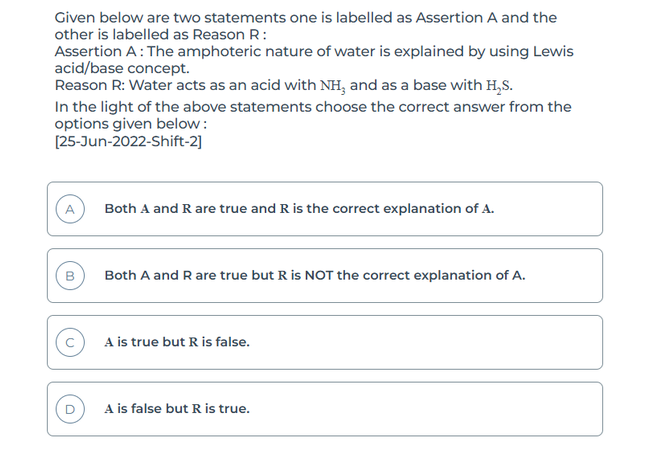 Given below are two statements one is labelled as Assertion A and the
other is labelled as Reason R :
Assertion A : The amphoteric nature of water is explained by using Lewis
acid/base concept.
Reason R: Water acts as an acid with NH₃ and as a base with H₂S.
In the light of the above statements choose the correct answer from the
options given below :
[25-Jun-2022-Shift-2]
A Both A and R are true and R is the correct explanation of A.
B Both A and R are true but R is NOT the correct explanation of A.
C A is true but R is false.
D A is false but R is true.